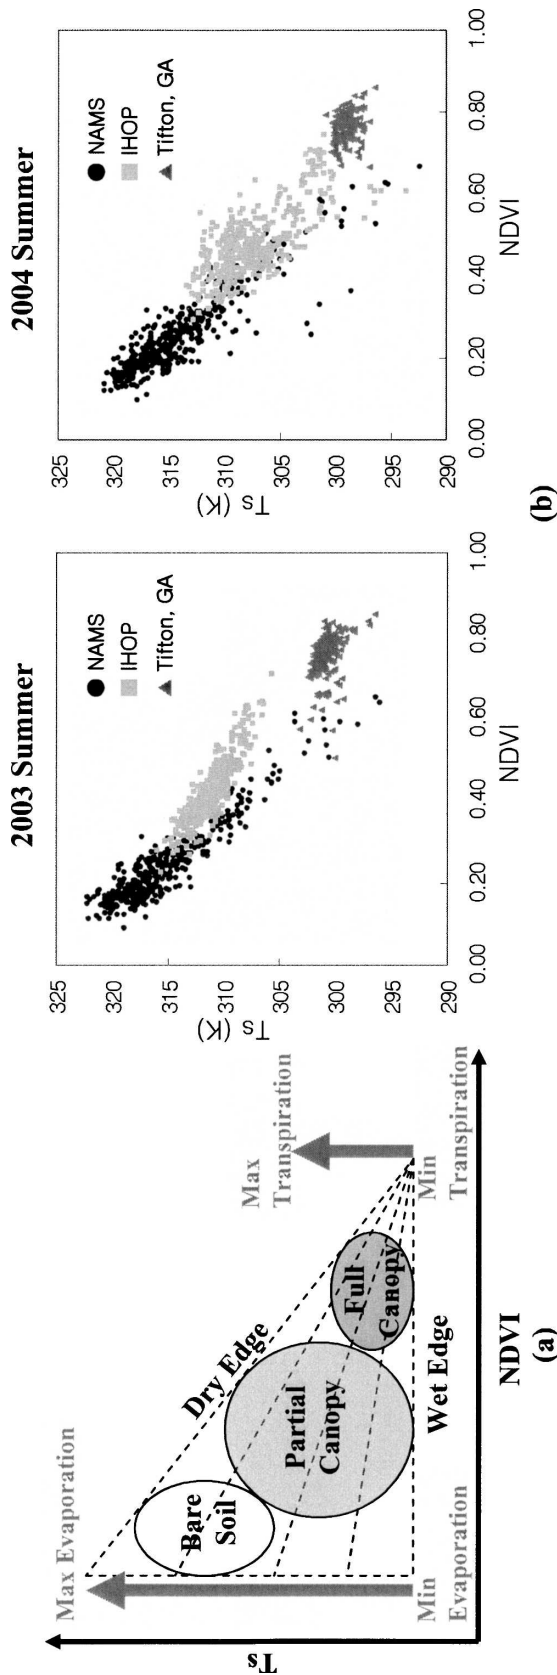 Ts
Max Evaporation
Min
Evaporation
Bare
Soil
Partial
Canopy
Full
Canopy
Dry Edge
Wet Edge
Max
Transpiration
Min
Transpiration
NDVI
(a)
2003 Summer
NAMS
IHOP
Tifton, GA
325
320
315
310
305
300
295
290
Ts (K)
0.00
0.20
0.40
0.60
0.80
1.00
NDVI
2004 Summer
NAMS
IHOP
Tifton, GA
325
320
315
310
305
300
295
290
Ts (K)
0.00
0.20
0.40
0.60
0.80
1.00
NDVI
(b)